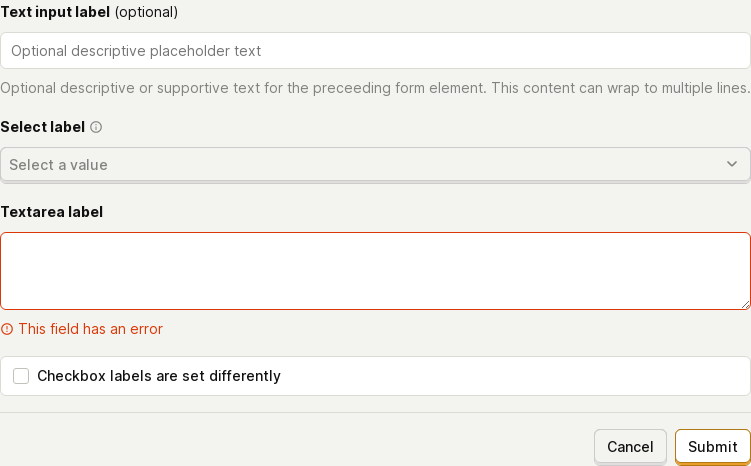 Text input label (optional)
Optional descriptive placeholder text
Optional descriptive or supportive text for the preceeding form element. This content can wrap to multiple lines.
Select label
Select a value
Textarea label
This field has an error
Checkbox labels are set differently
Cancel Submit